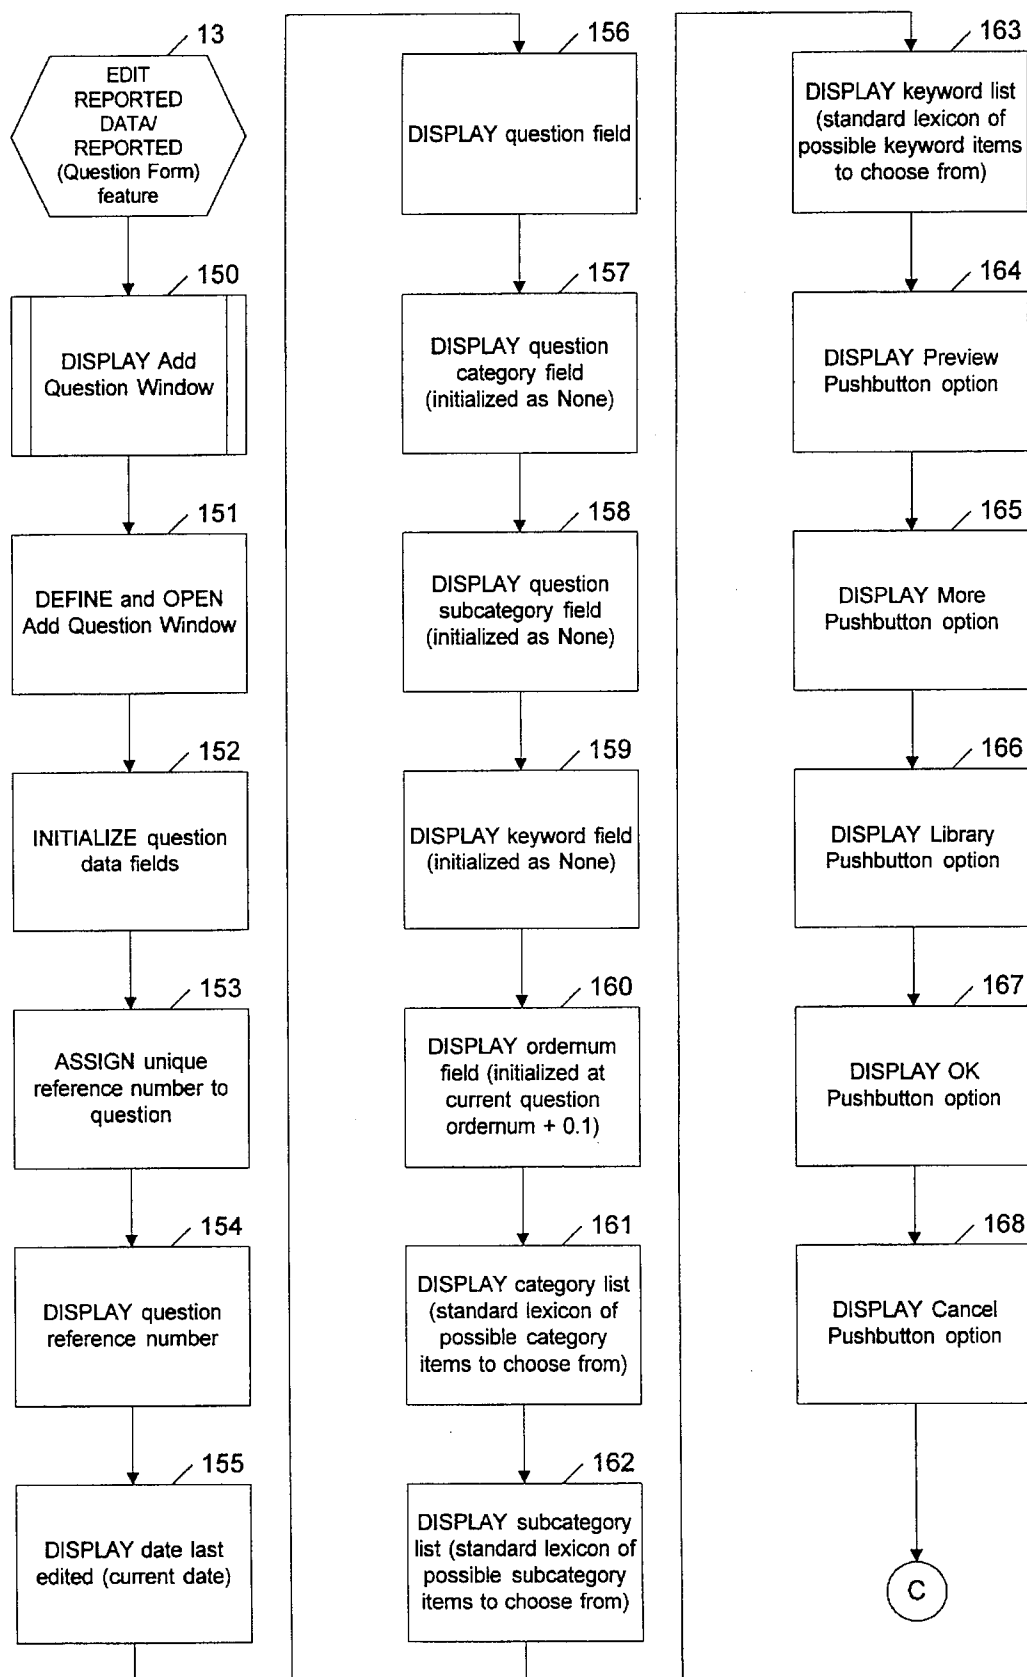 13
EDIT
REPORTED
DATA/
REPORTED
(Question Form)
feature
150
DISPLAY Add
Question Window
151
DEFINE and OPEN
Add Question Window
152
INITIALIZE question
data fields
153
ASSIGN unique
reference number to
question
154
DISPLAY question
reference number
155
DISPLAY date last
edited (current date)
156
DISPLAY question field
157
DISPLAY question
category field
(initialized as None)
158
DISPLAY question
subcategory field
(initialized as None)
159
DISPLAY keyword field
(initialized as None)
160
DISPLAY ordernum
field (initialized at
current question
ordernum + 0.1)
161
DISPLAY category list
(standard lexicon of
possible category
items to choose from)
162
DISPLAY subcategory
list (standard lexicon of
possible subcategory
items to choose from)
163
DISPLAY keyword list
(standard lexicon of
possible keyword items
to choose from)
164
DISPLAY Preview
Pushbutton option
165
DISPLAY More
Pushbutton option
166
DISPLAY Library
Pushbutton option
167
DISPLAY OK
Pushbutton option
168
DISPLAY Cancel
Pushbutton option
C